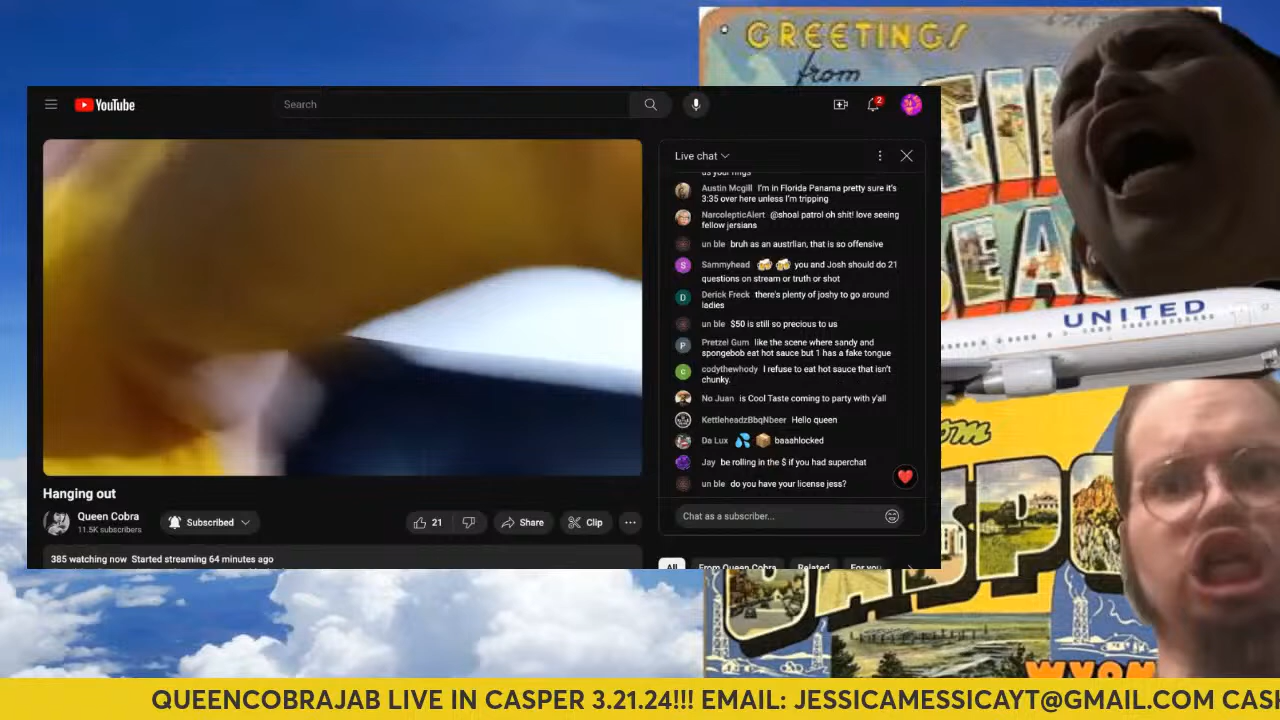 GREETINGS
from
YouTube
Search
2
Live chat
us your rings
Austin Mcgill I'm in Florida Panama pretty sure it's
3:35 over here unless I'm tripping
NarcolepticAlert @shoal patrol oh shit! love seeing
fellow jersians
un ble bruh as an austrlian, that is so offensive
S
Sammyhead 🍻 🍻 you and Josh should do 21
questions on stream or truth or shot
D
Derick Freck there's plenty of joshy to go around
ladies
un ble $50 is still so precious to us
P
Pretzel Gum like the scene where sandy and
spongebob eat hot sauce but 1 has a fake tongue
c
codythewhody I refuse to eat hot sauce that isn't
chunky.
No Juan is Cool Taste coming to party with y'all
KettleheadzBbqNbeer Hello queen
Da Lux 💦 📦 baaahlocked
Jay be rolling in the $ if you had superchat
un ble do you have your license jess?
Chat as a subscriber...
Hanging out
Queen Cobra
11.5K subscribers
Subscribed
21
Share
Clip
385 watching now Started streaming 64 minutes ago
All From Queen Cobra Related For you
UNITED
QUEENCOBRAJAB LIVE IN CASPER 3.21.24!!! EMAIL: JESSICAMESSICAYT@GMAIL.COM CASH